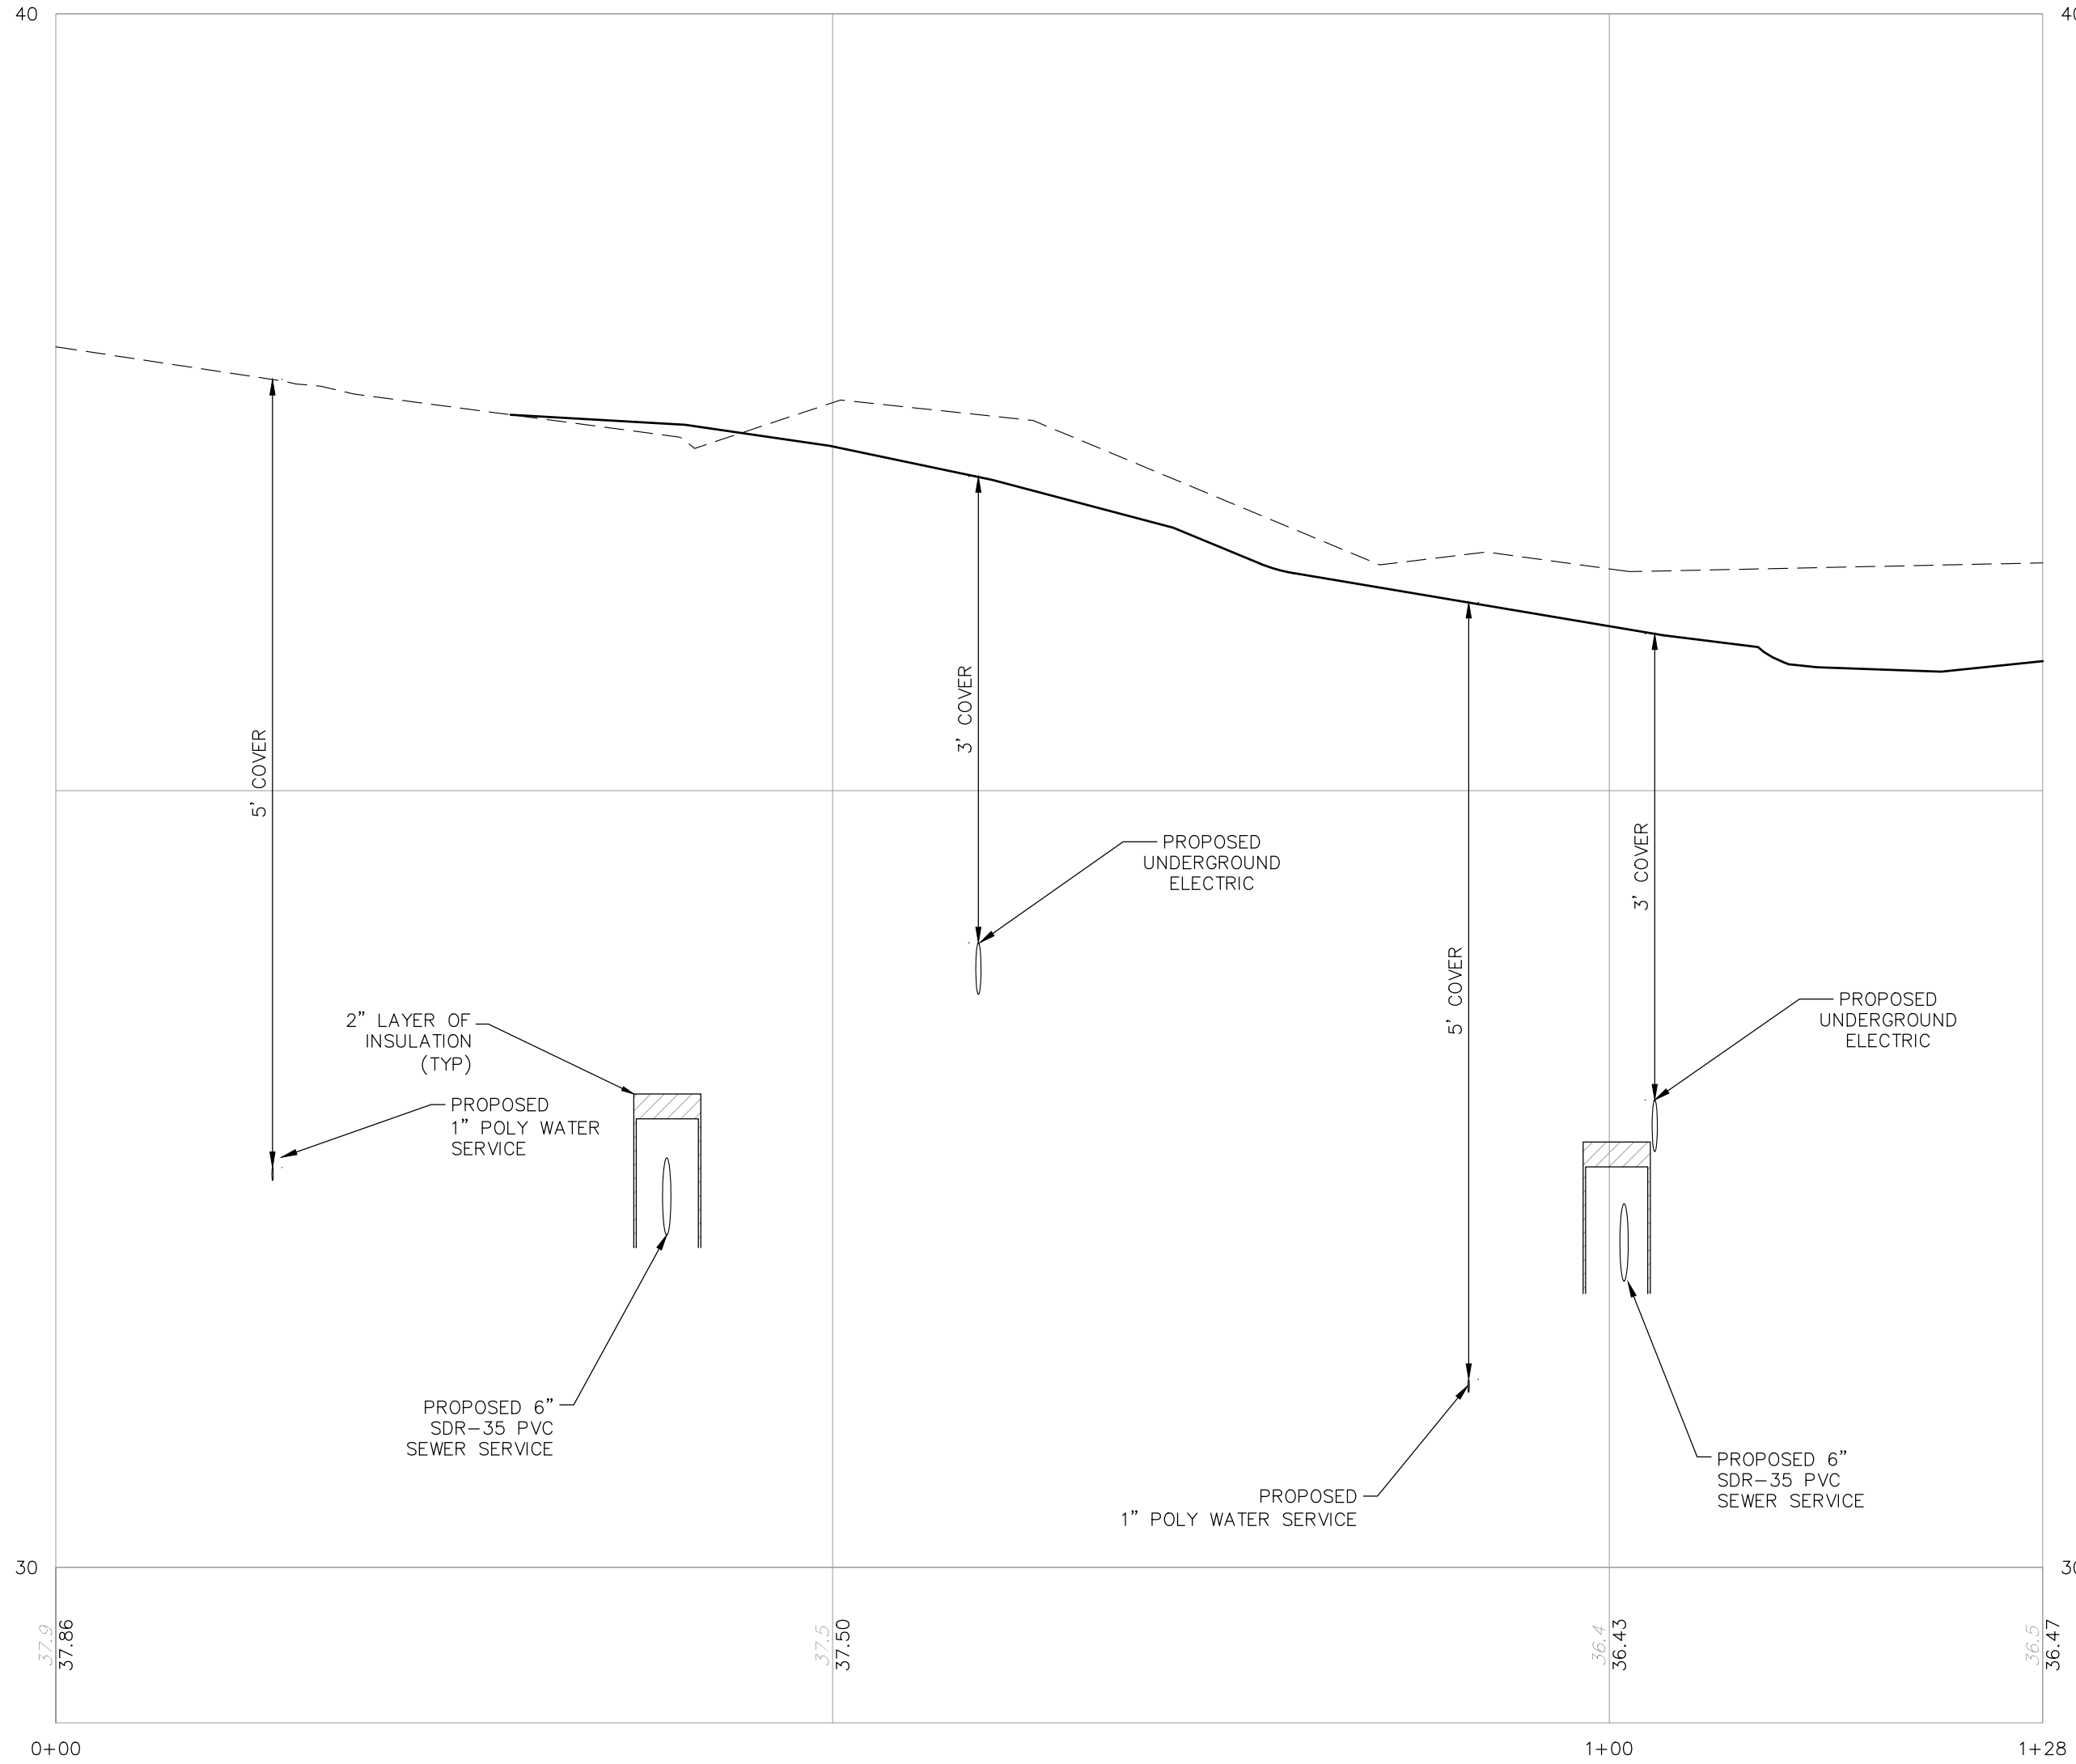 40
40
5' COVER
3' COVER
PROPOSED
UNDERGROUND
ELECTRIC
3' COVER
5' COVER
2” LAYER OF
INSULATION
(TYP)
PROPOSED
UNDERGROUND
ELECTRIC
PROPOSED
1” POLY WATER
SERVICE
PROPOSED 6”
SDR-35 PVC
SEWER SERVICE
PROPOSED
1” POLY WATER SERVICE
PROPOSED 6”
SDR-35 PVC
SEWER SERVICE
30
30
37.9
37.86
37.5
37.50
36.4
36.43
36.5
36.47
0+00
1+00
1+28